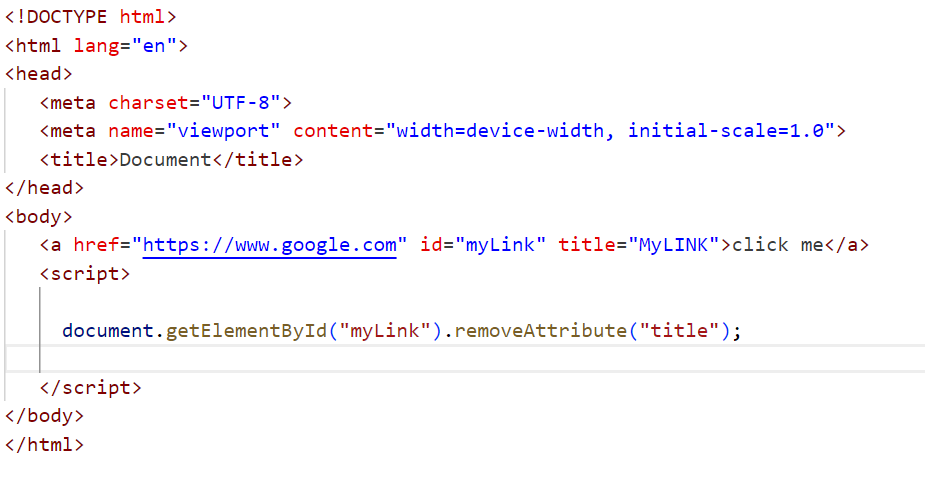 <!DOCTYPE html>
<html lang="en">
<head>
<meta charset="UTF-8">
<meta name="viewport" content="width=device-width, initial-scale=1.0">
<title>Document</title>
</head>
<body>
<a href="https://www.google.com" id="myLink" title="MyLINK">click me</a>
<script>
document.getElementById("myLink").removeAttribute("title");
</script>
</body>
</html>